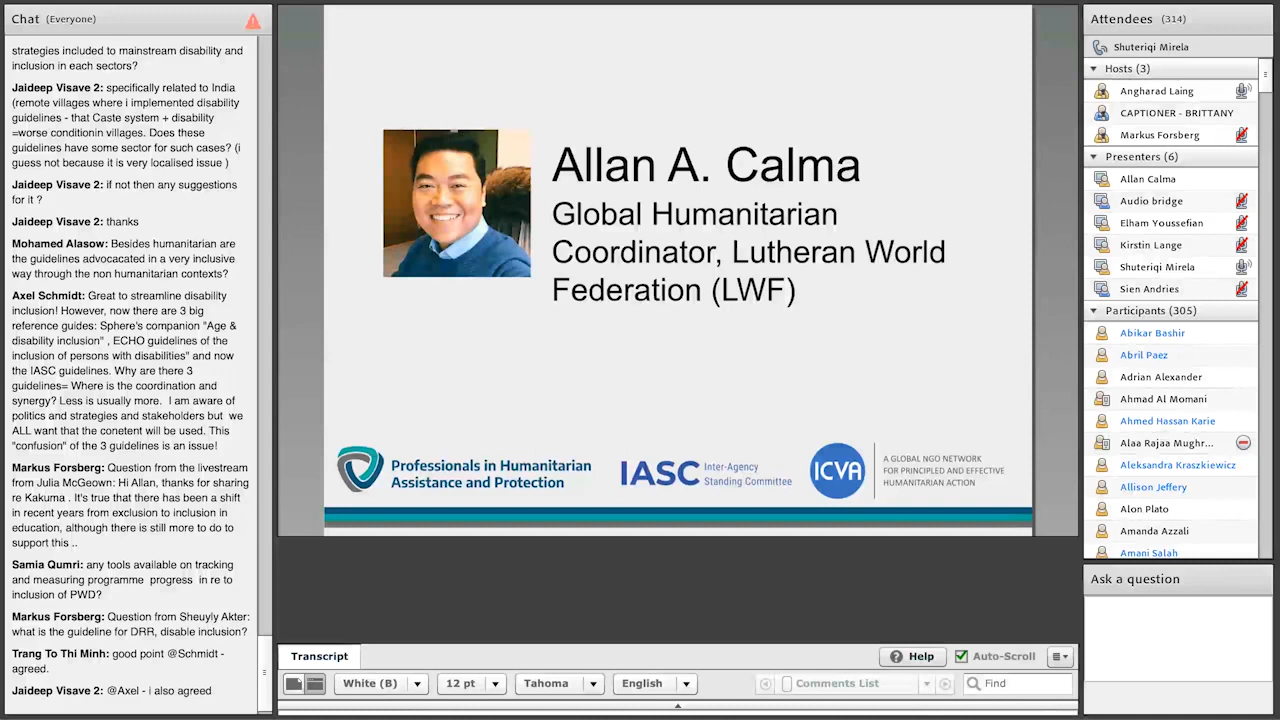 Chat (Everyone)
strategies included to mainstream disability and
inclusion in each sectors?
Jaideep Visave 2: specifically related to India
(remote villages where i implemented disability
guidelines - that Caste system + disability
=worse conditionin villages. Does these
guidelines have some sector for such cases? (i
guess not because it is very localised issue )
Jaideep Visave 2: if not then any suggestions
for it ?
Jaideep Visave 2: thanks
Mohamed Alasow: Besides humanitarian are
the guidelines advocacated in a very inclusive
way through the non humanitarian contexts?
Axel Schmidt: Great to streamline disability
inclusion! However, now there are 3 big
reference guides: Sphere's companion "Age &
disability inclusion" , ECHO guidelines of the
inclusion of persons with disabilities" and now
the IASC guidelines. Why are there 3
guidelines= Where is the coordination and
synergy? Less is usually more.  I am aware of
politics and strategies and stakeholders but  we
ALL want that the conetent will be used. This
"confusion" of the 3 guidelines is an issue!
Markus Forsberg: Question from the livestream
from Julia McGeown: Hi Allan, thanks for sharing
re Kakuma . It's true that there has been a shift
in recent years from exclusion to inclusion in
education, although there is still more to do to
support this ..
Samia Qumri: any tools available on tracking
and measuring programme  progress  in re to
inclusion of PWD?
Markus Forsberg: Question from Sheuyly Akter:
what is the guideline for DRR, disable inclusion?
Trang To Thi Minh: good point @Schmidt -
agreed.
Jaideep Visave 2: @Axel - i also agreed
Allan A. Calma
Global Humanitarian
Coordinator, Lutheran World
Federation (LWF)
Professionals in Humanitarian
Assistance and Protection
IASC Inter-Agency
Standing Committee
ICVA
A GLOBAL NGO NETWORK
FOR PRINCIPLED AND EFFECTIVE
HUMANITARIAN ACTION
Transcript
Help
Auto-Scroll
White (B)
12 pt
Tahoma
English
Comments List
Find
Attendees (314)
Shuteriqi Mirela
Hosts (3)
Angharad Laing
CAPTIONER - BRITTANY
Markus Forsberg
Presenters (6)
Allan Calma
Audio bridge
Elham Youssefian
Kirstin Lange
Shuteriqi Mirela
Sien Andries
Participants (305)
Abikar Bashir
Abril Paez
Adrian Alexander
Ahmad Al Momani
Ahmed Hassan Karie
Alaa Rajaa Mughr...
Aleksandra Kraszkiewicz
Allison Jeffery
Alon Plato
Amanda Azzali
Amani Salah
Ask a question